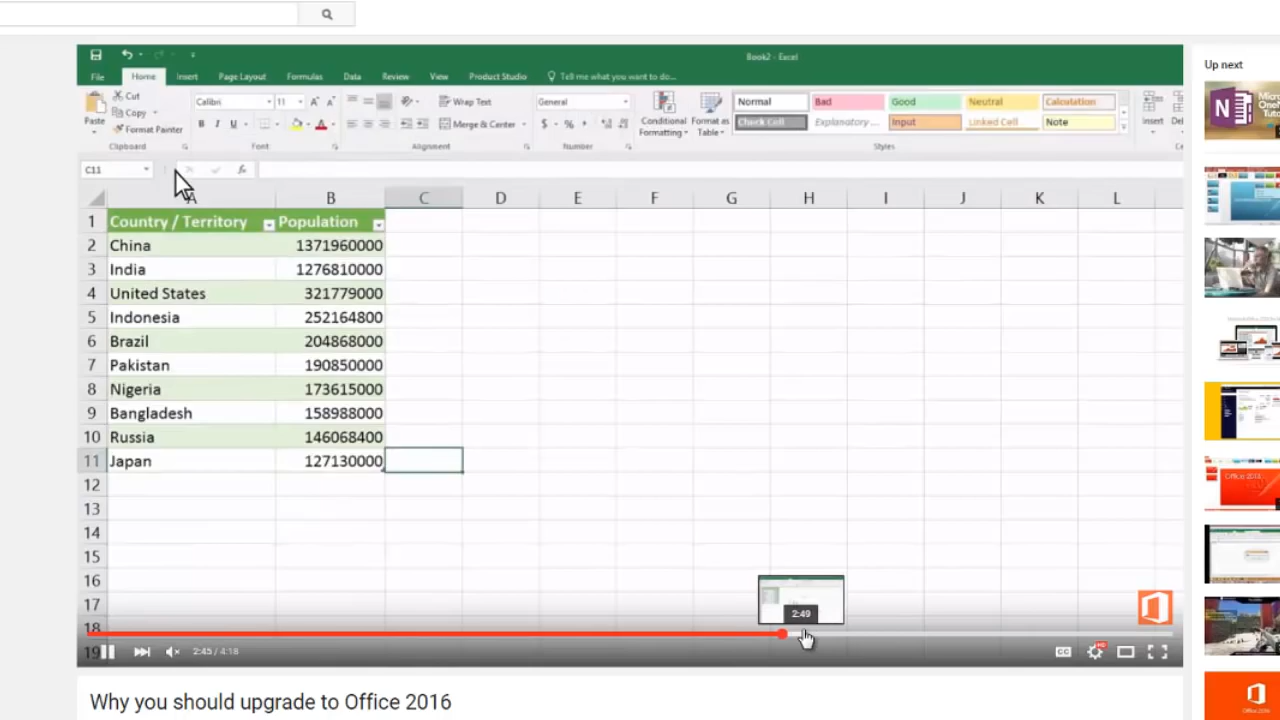 Book2 - Excel
File Home Insert Page Layout Formulas Data Review View Product Studio Tell me what you want to do...
Up next
Paste
Cut
Copy
Format Painter
Calibri 11
B I U
Wrap Text
Merge & Center
General
$ %
Conditional Formatting
Format as Table
Normal Bad Good Neutral Calculation
Check Cell Explanatory ... Input Linked Cell Note
Insert
Clipboard Font Alignment Number Styles
C11 fx
A B C D E F G H I J K L
1 Country / Territory Population
2 China 1371960000
3 India 1276810000
4 United States 321779000
5 Indonesia 252164800
6 Brazil 204868000
7 Pakistan 190850000
8 Nigeria 173615000
9 Bangladesh 158988000
10 Russia 146068400
11 Japan 127130000
12
13
14
15
16
17
18
19
2:49
2:45 / 4:18
CC
HD
Why you should upgrade to Office 2016
N
Office 2016